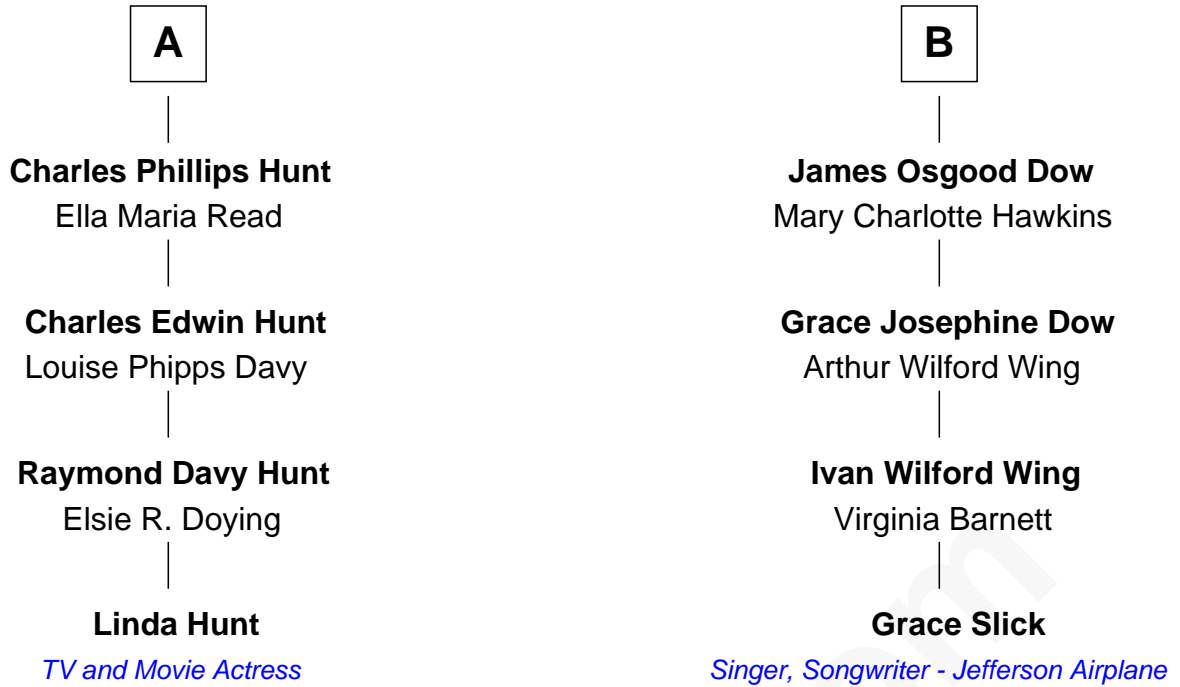 A
B
Charles Phillips Hunt
Ella Maria Read
James Osgood Dow
Mary Charlotte Hawkins
Charles Edwin Hunt
Louise Phipps Davy
Grace Josephine Dow
Arthur Wilford Wing
Raymond Davy Hunt
Elsie R. Doying
Ivan Wilford Wing
Virginia Barnett
Linda Hunt
TV and Movie Actress
Grace Slick
Singer, Songwriter - Jefferson Airplane